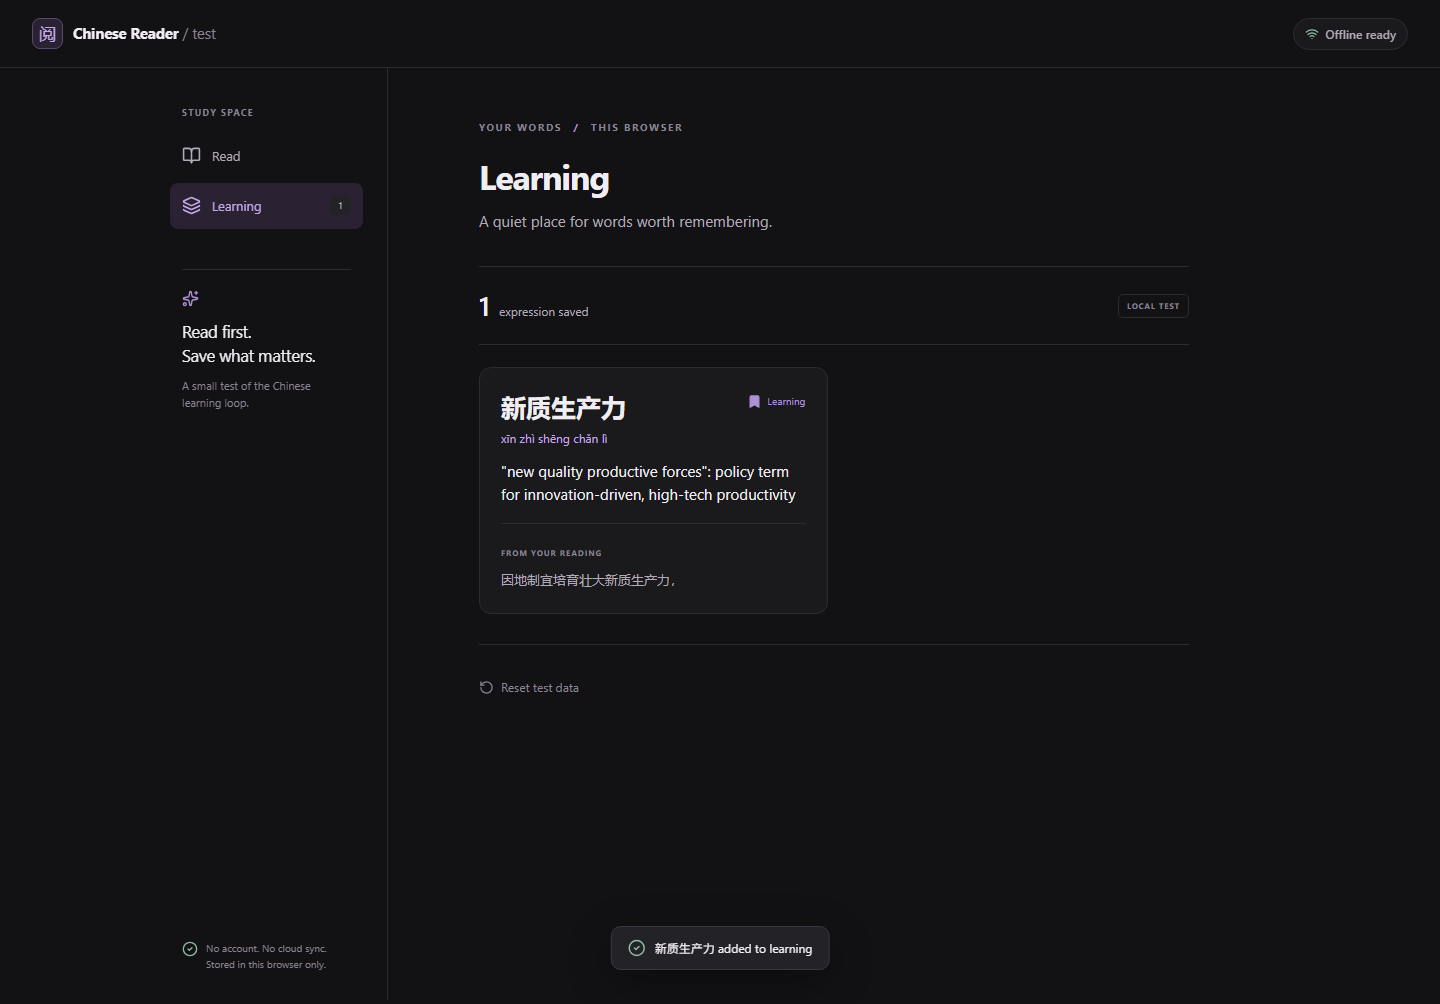 阅 Chinese Reader / test
Offline ready
STUDY SPACE
Read
Learning 1
Read first.
Save what matters.
A small test of the Chinese
learning loop.
No account. No cloud sync.
Stored in this browser only.
YOUR WORDS / THIS BROWSER
Learning
A quiet place for words worth remembering.
1 expression saved
LOCAL TEST
新质生产力
Learning
xīn zhì shēng chǎn lì
"new quality productive forces": policy term
for innovation-driven, high-tech productivity
FROM YOUR READING
因地制宜培育壮大新质生产力，
Reset test data
新质生产力 added to learning